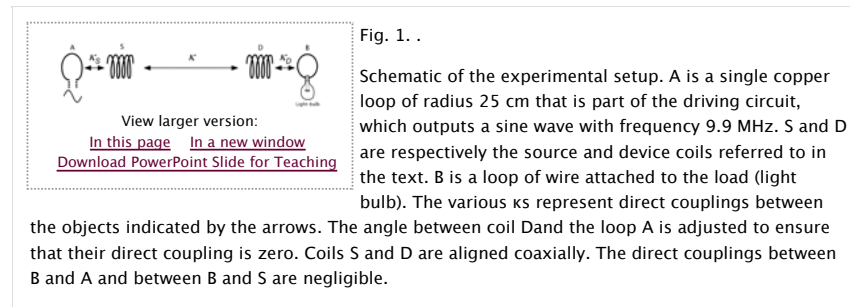 A S D B
κS κ κD
Light bulb
View larger version:
In this page In a new window
Download PowerPoint Slide for Teaching
Fig. 1. .
Schematic of the experimental setup. A is a single copper
loop of radius 25 cm that is part of the driving circuit,
which outputs a sine wave with frequency 9.9 MHz. S and D
are respectively the source and device coils referred to in
the text. B is a loop of wire attached to the load (light
bulb). The various κs represent direct couplings between
the objects indicated by the arrows. The angle between coil Dand the loop A is adjusted to ensure
that their direct coupling is zero. Coils S and D are aligned coaxially. The direct couplings between
B and A and between B and S are negligible.